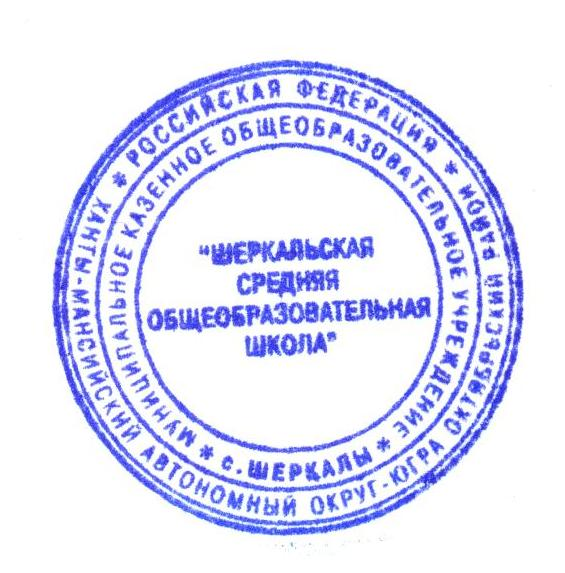 * РОССИЙСКАЯ ФЕДЕРАЦИЯ *
ХАНТЫ-МАНСИЙСКИЙ АВТОНОМНЫЙ ОКРУГ-ЮГРА ОКТЯБРЬСКИЙ РАЙОН
МУНИЦИПАЛЬНОЕ КАЗЕННОЕ ОБЩЕОБРАЗОВАТЕЛЬНОЕ УЧРЕЖДЕНИЕ
* с. ШЕРКАЛЫ *
"ШЕРКАЛЬСКАЯ
СРЕДНЯЯ
ОБЩЕОБРАЗОВАТЕЛЬНАЯ
ШКОЛА"